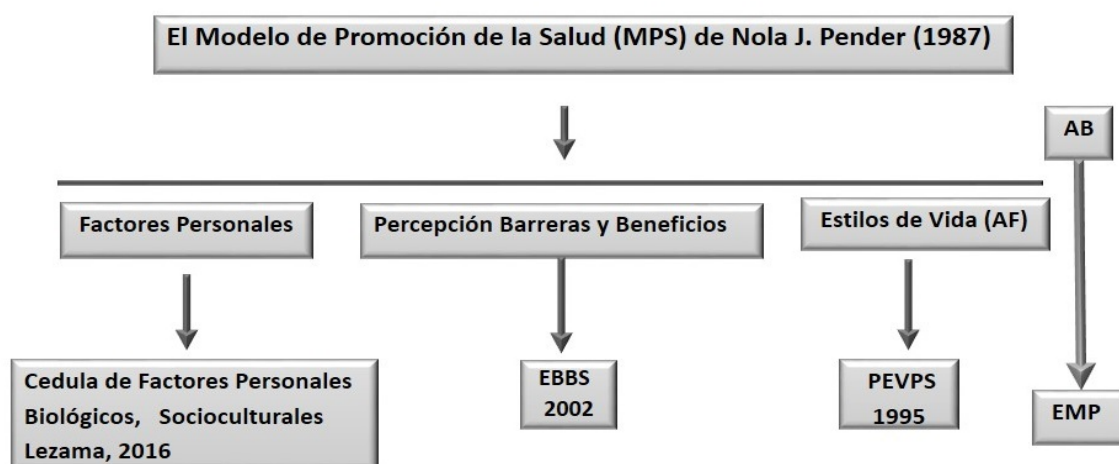 El Modelo de Promoción de la Salud (MPS) de Nola J. Pender (1987)
AB
Factores Personales
Percepción Barreras y Beneficios
Estilos de Vida (AF)
Cedula de Factores Personales
Biológicos, Socioculturales
Lezama, 2016
EBBS
2002
PEVPS
1995
EMP